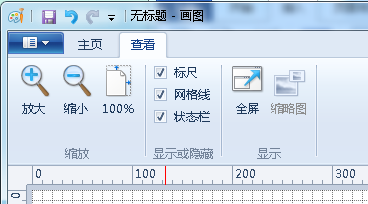 无标题 - 画图
主页 查看
放大 缩小 100%
标尺
网格线
状态栏
全屏 缩略图
缩放 显示或隐藏 显示
0 100 200 300
0